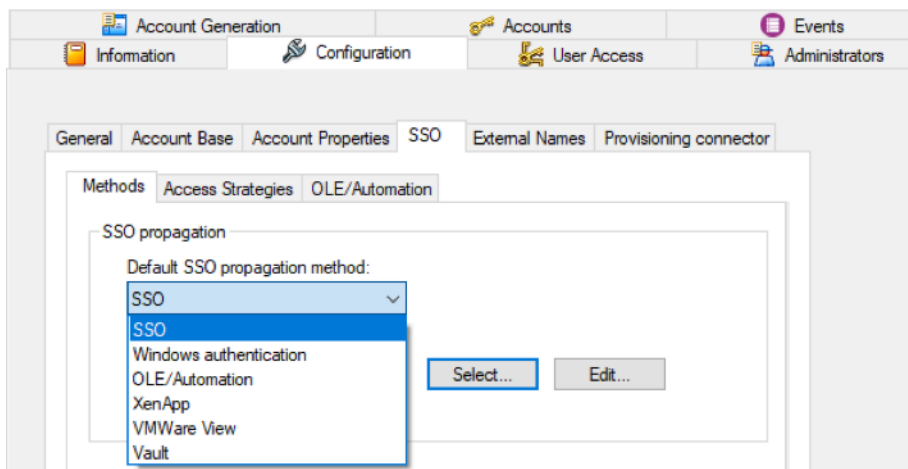 Account Generation Accounts Events
Information Configuration User Access Administrators
General Account Base Account Properties SSO External Names Provisioning connector
Methods Access Strategies OLE/Automation
SSO propagation
Default SSO propagation method:
SSO
SSO
Windows authentication
OLE/Automation
Select... Edit...
XenApp
VMWare View
Vault